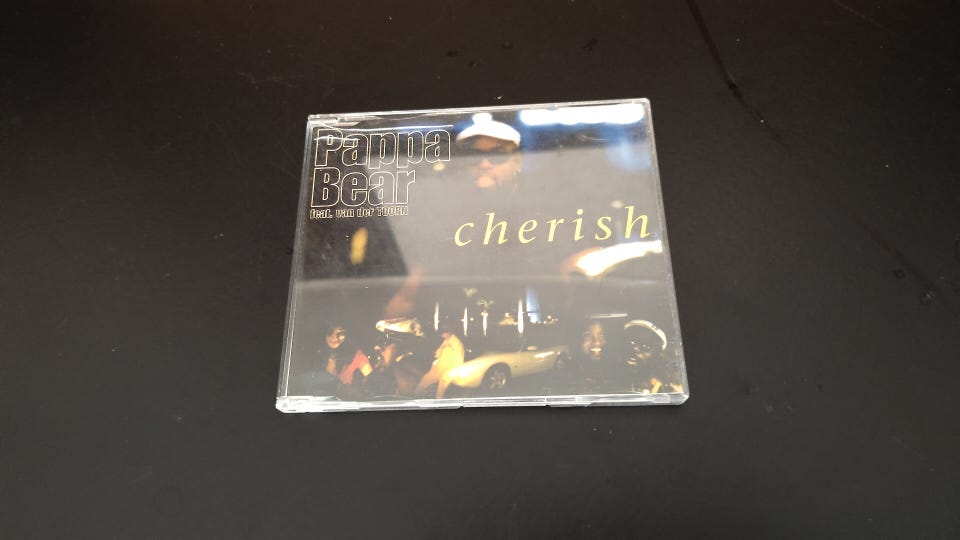 Pappa
Bear
feat. van der TOORN
cherish